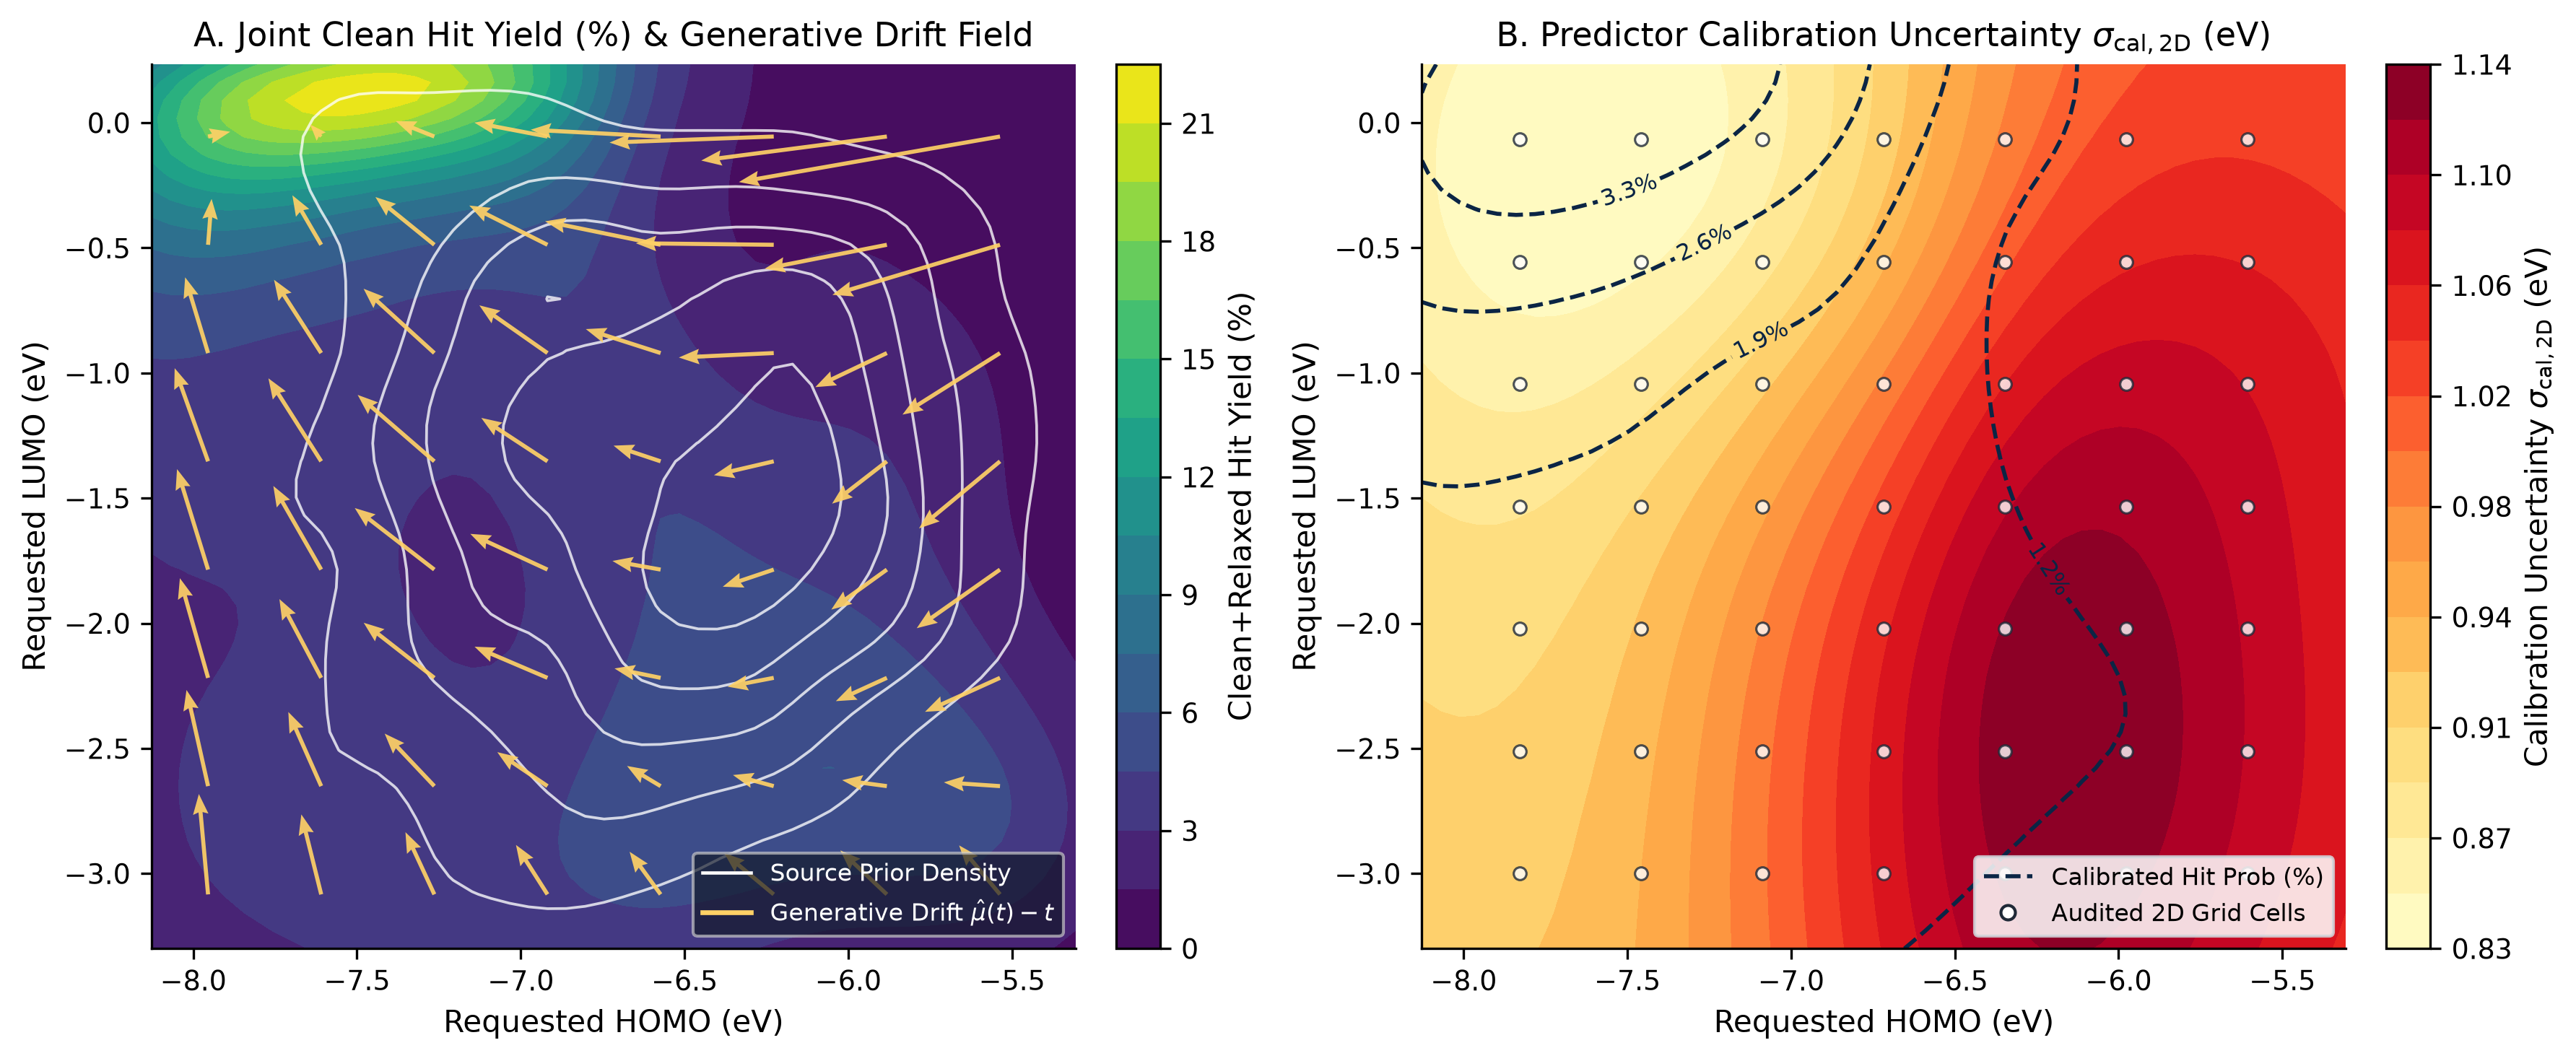 A. Joint Clean Hit Yield (%) & Generative Drift Field
0.0
−0.5
−1.0
−1.5
−2.0
−2.5
−3.0
Requested LUMO (eV)
−8.0 −7.5 −7.0 −6.5 −6.0 −5.5
Requested HOMO (eV)
Source Prior Density
Generative Drift μ̂(t) − t
21
18
15
12
9
6
3
0
Clean+Relaxed Hit Yield (%)
B. Predictor Calibration Uncertainty σcal, 2D (eV)
0.0
−0.5
−1.0
−1.5
−2.0
−2.5
−3.0
Requested LUMO (eV)
3.3%
2.6%
1.9%
1.2%
−8.0 −7.5 −7.0 −6.5 −6.0 −5.5
Requested HOMO (eV)
Calibrated Hit Prob (%)
Audited 2D Grid Cells
1.14
1.10
1.06
1.02
0.98
0.94
0.91
0.87
0.83
Calibration Uncertainty σcal, 2D (eV)